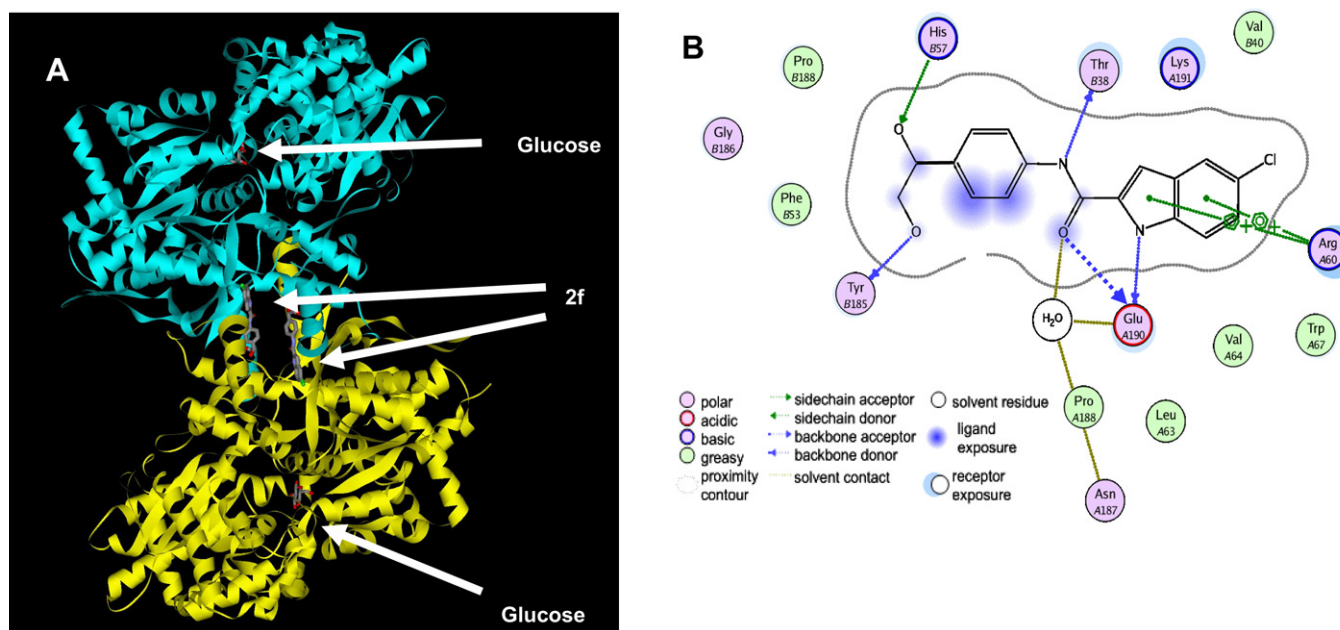 A
Glucose
2f
Glucose
B
His
B57
Thr
B38
Lys
A191
Val
B40
Pro
B188
Gly
B186
Phe
B53
Tyr
B185
O
O
N
O
N
Cl
Arg
A60
H₂O
Glu
A190
Val
A64
Trp
A67
Pro
A188
Leu
A63
Asn
A187
polar
acidic
basic
greasy
proximity
contour
sidechain acceptor
sidechain donor
backbone acceptor
backbone donor
solvent contact
solvent residue
ligand
exposure
receptor
exposure